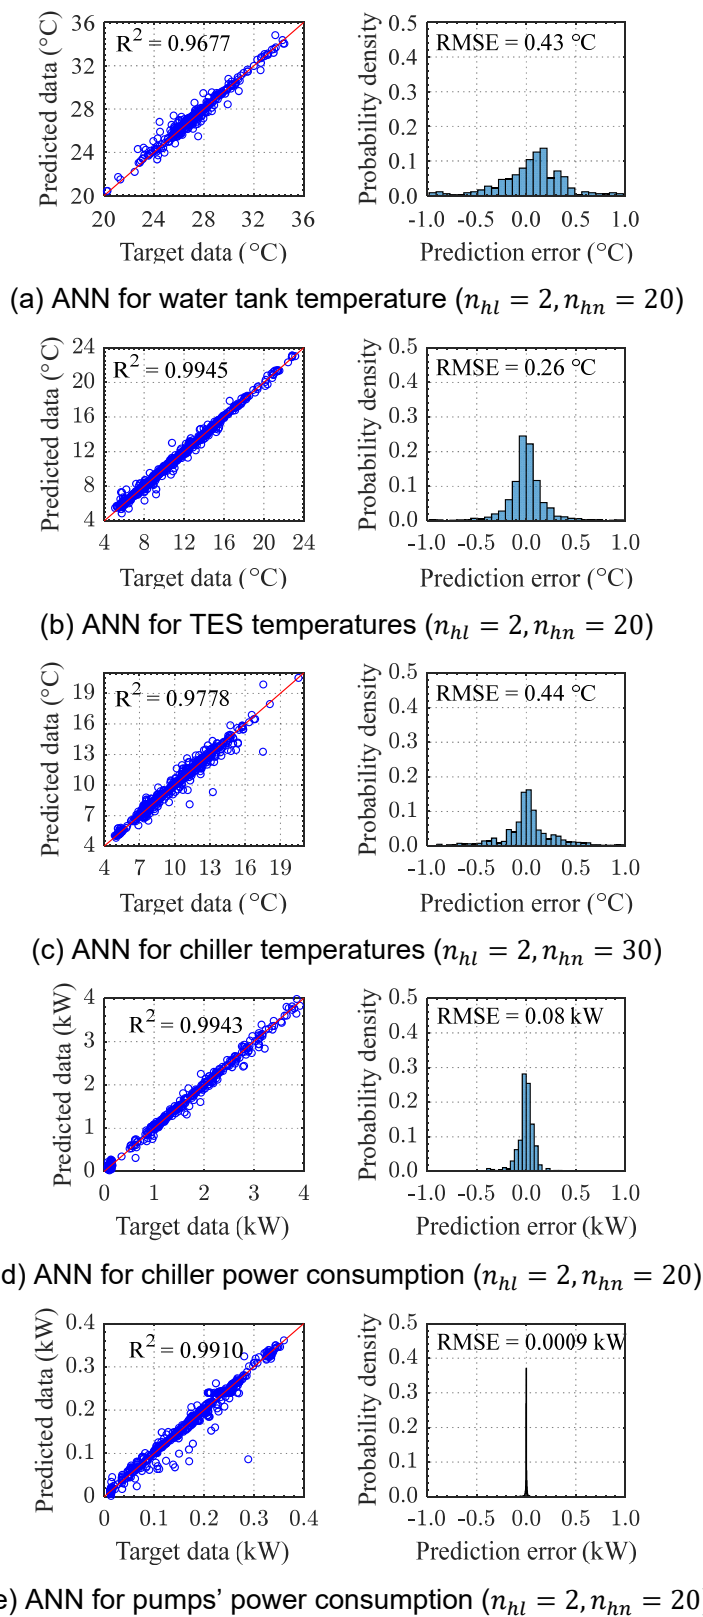 R² = 0.9677
Predicted data (°C)
36
32
28
24
20
20 24 28 32 36
Target data (°C)
RMSE = 0.43 °C
Probability density
0.5
0.4
0.3
0.2
0.1
0.0
-1.0 -0.5 0.0 0.5 1.0
Prediction error (°C)
(a) ANN for water tank temperature (n_hl = 2, n_hn = 20)
R² = 0.9945
Predicted data (°C)
24
20
16
12
8
4
4 8 12 16 20 24
Target data (°C)
RMSE = 0.26 °C
Probability density
0.5
0.4
0.3
0.2
0.1
0.0
-1.0 -0.5 0.0 0.5 1.0
Prediction error (°C)
(b) ANN for TES temperatures (n_hl = 2, n_hn = 20)
R² = 0.9778
Predicted data (°C)
19
16
13
10
7
4
4 7 10 13 16 19
Target data (°C)
RMSE = 0.44 °C
Probability density
0.5
0.4
0.3
0.2
0.1
0.0
-1.0 -0.5 0.0 0.5 1.0
Prediction error (°C)
(c) ANN for chiller temperatures (n_hl = 2, n_hn = 30)
R² = 0.9943
Predicted data (kW)
4
3
2
1
0
0 1 2 3 4
Target data (kW)
RMSE = 0.08 kW
Probability density
0.5
0.4
0.3
0.2
0.1
0.0
-1.0 -0.5 0.0 0.5 1.0
Prediction error (kW)
d) ANN for chiller power consumption (n_hl = 2, n_hn = 20)
R² = 0.9910
Predicted data (kW)
0.4
0.3
0.2
0.1
0
0 0.1 0.2 0.3 0.4
Target data (kW)
RMSE = 0.0009 kW
Probability density
0.5
0.4
0.3
0.2
0.1
0.0
-1.0 -0.5 0.0 0.5 1.0
Prediction error (kW)
e) ANN for pumps' power consumption (n_hl = 2, n_hn = 20